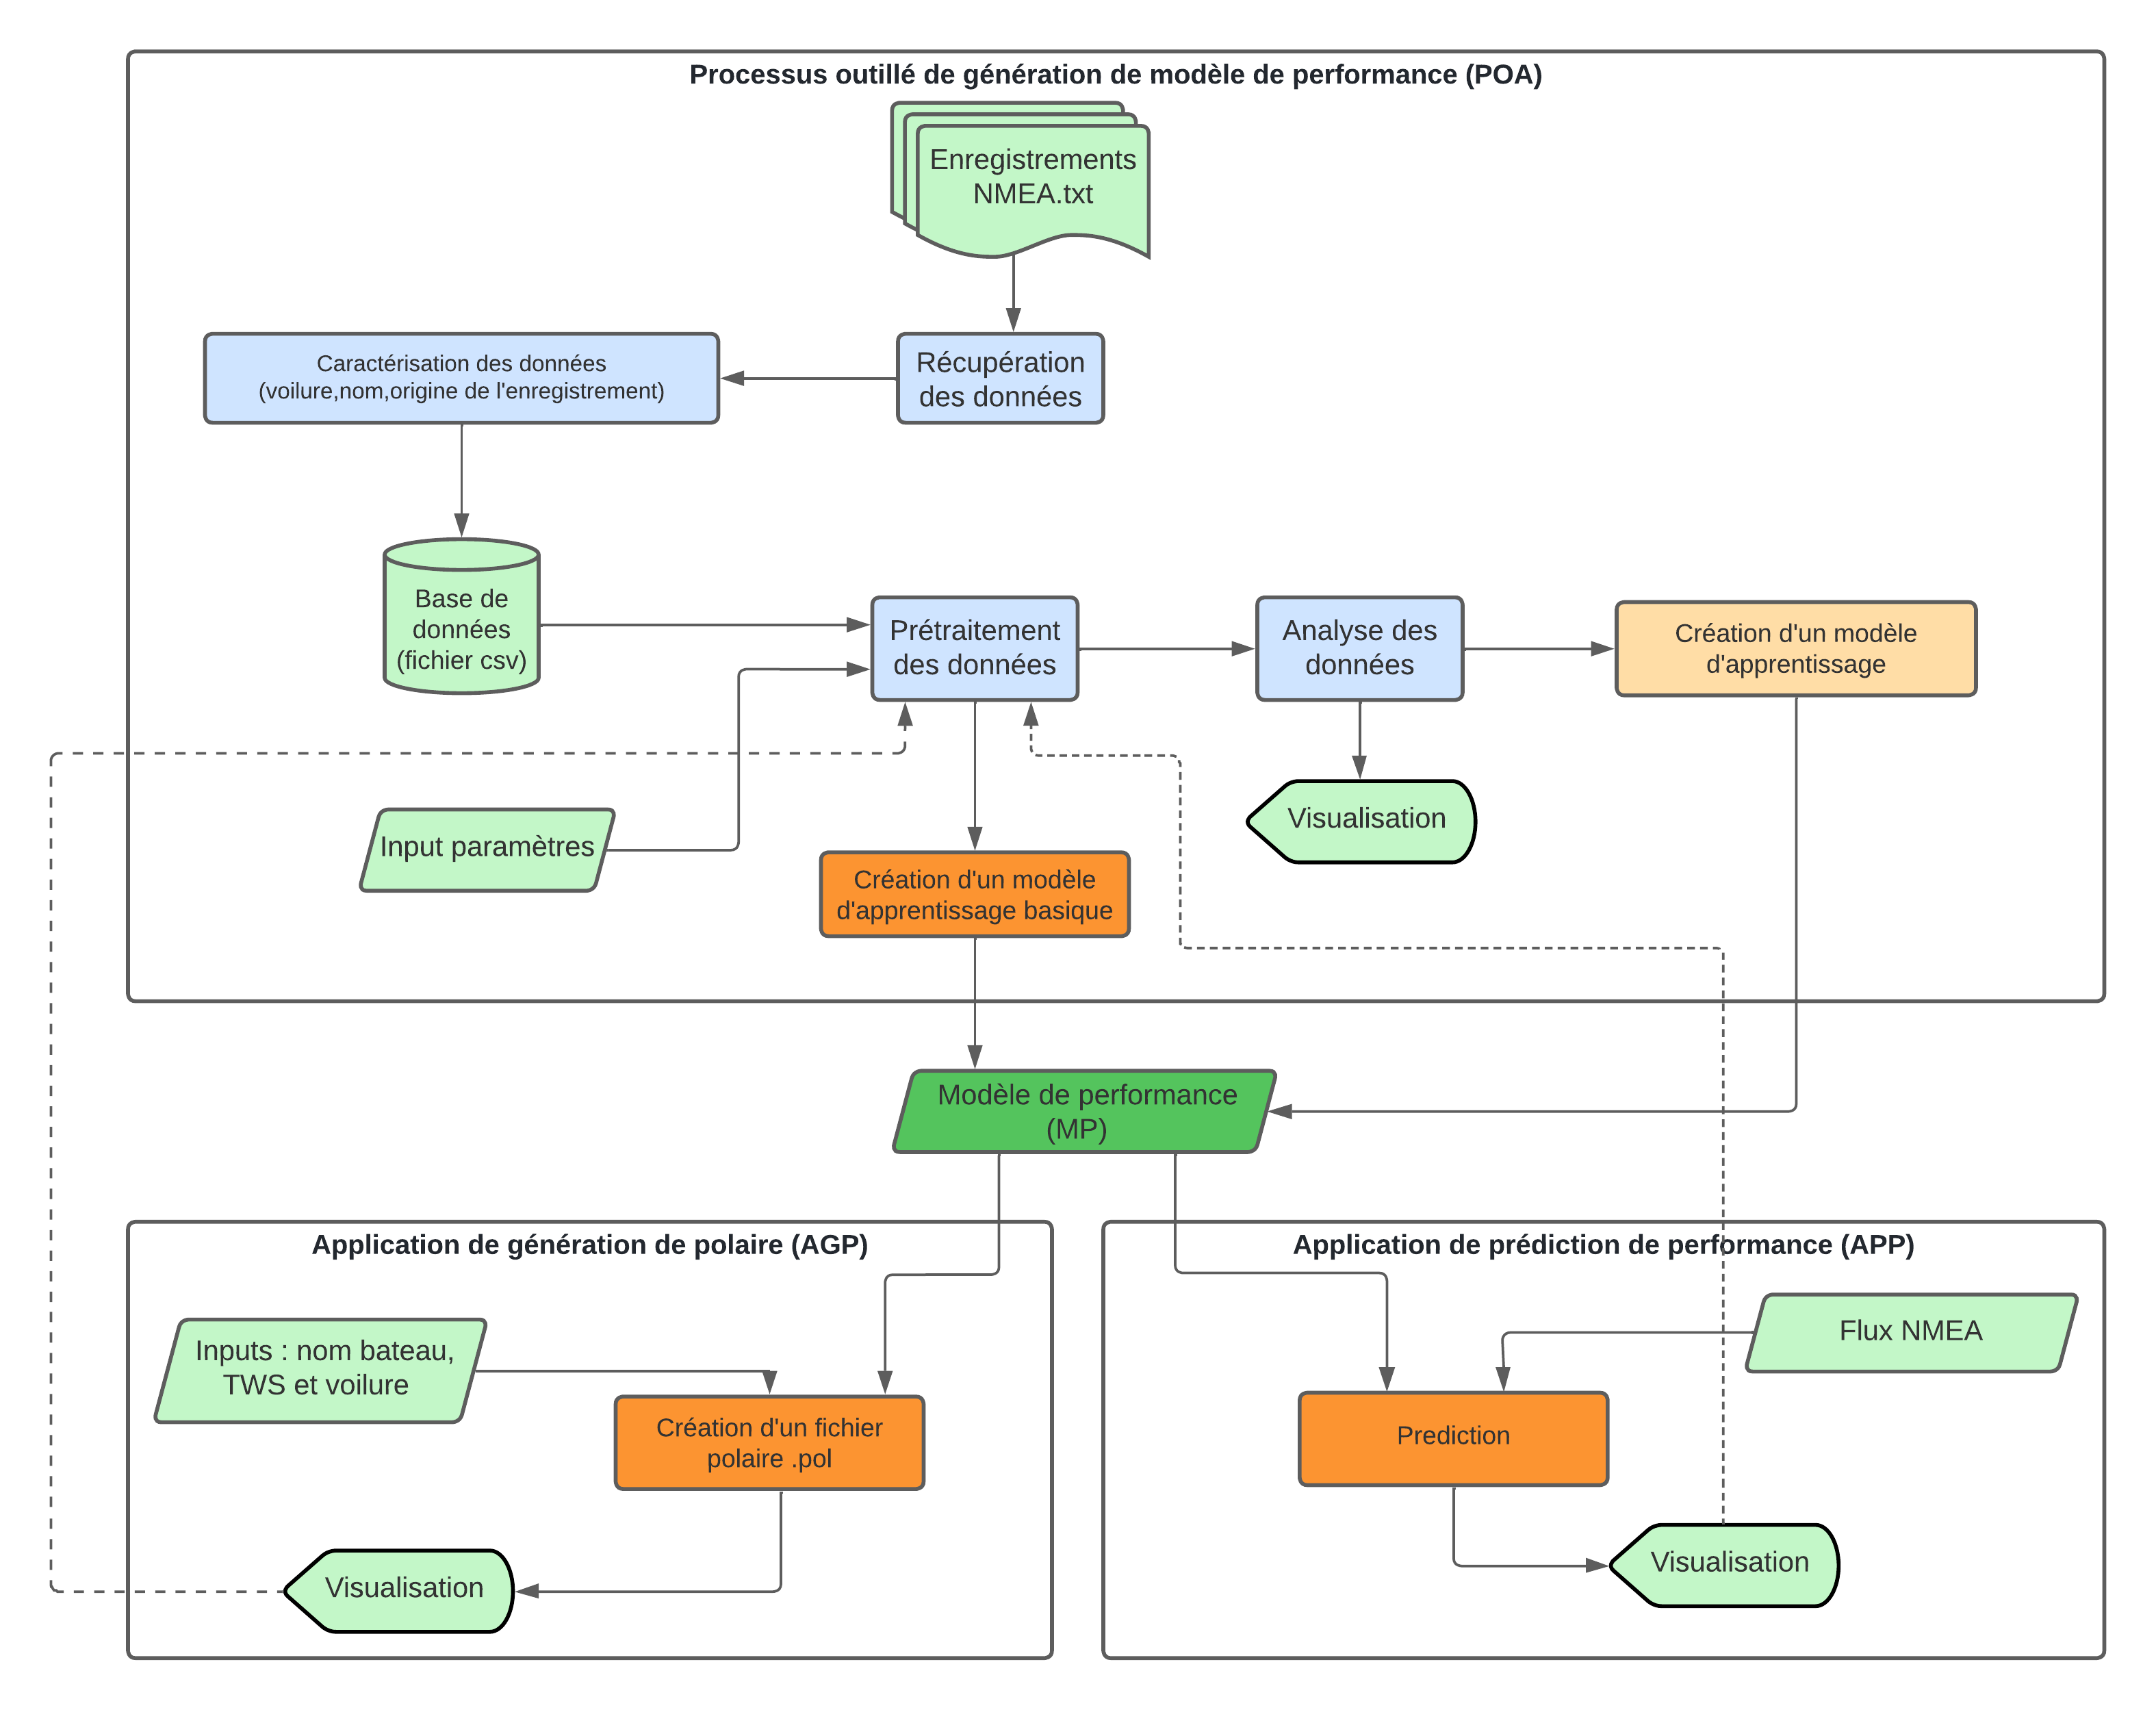 Processus outillé de génération de modèle de performance (POA)
Enregistrements
NMEA.txt
Caractérisation des données
(voilure,nom,origine de l'enregistrement)
Récupération
des données
Base de
données
(fichier csv)
Prétraitement
des données
Analyse des
données
Création d'un modèle
d'apprentissage
Input paramètres
Visualisation
Création d'un modèle
d'apprentissage basique
Modèle de performance
(MP)
Application de génération de polaire (AGP)
Inputs : nom bateau,
TWS et voilure
Création d'un fichier
polaire .pol
Visualisation
Application de prédiction de performance (APP)
Flux NMEA
Prediction
Visualisation